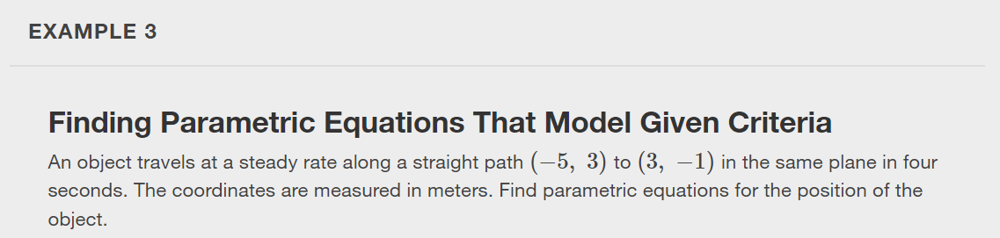 EXAMPLE 3
Finding Parametric Equations That Model Given Criteria
An object travels at a steady rate along a straight path (−5, 3) to (3, −1) in the same plane in four
seconds. The coordinates are measured in meters. Find parametric equations for the position of the
object.